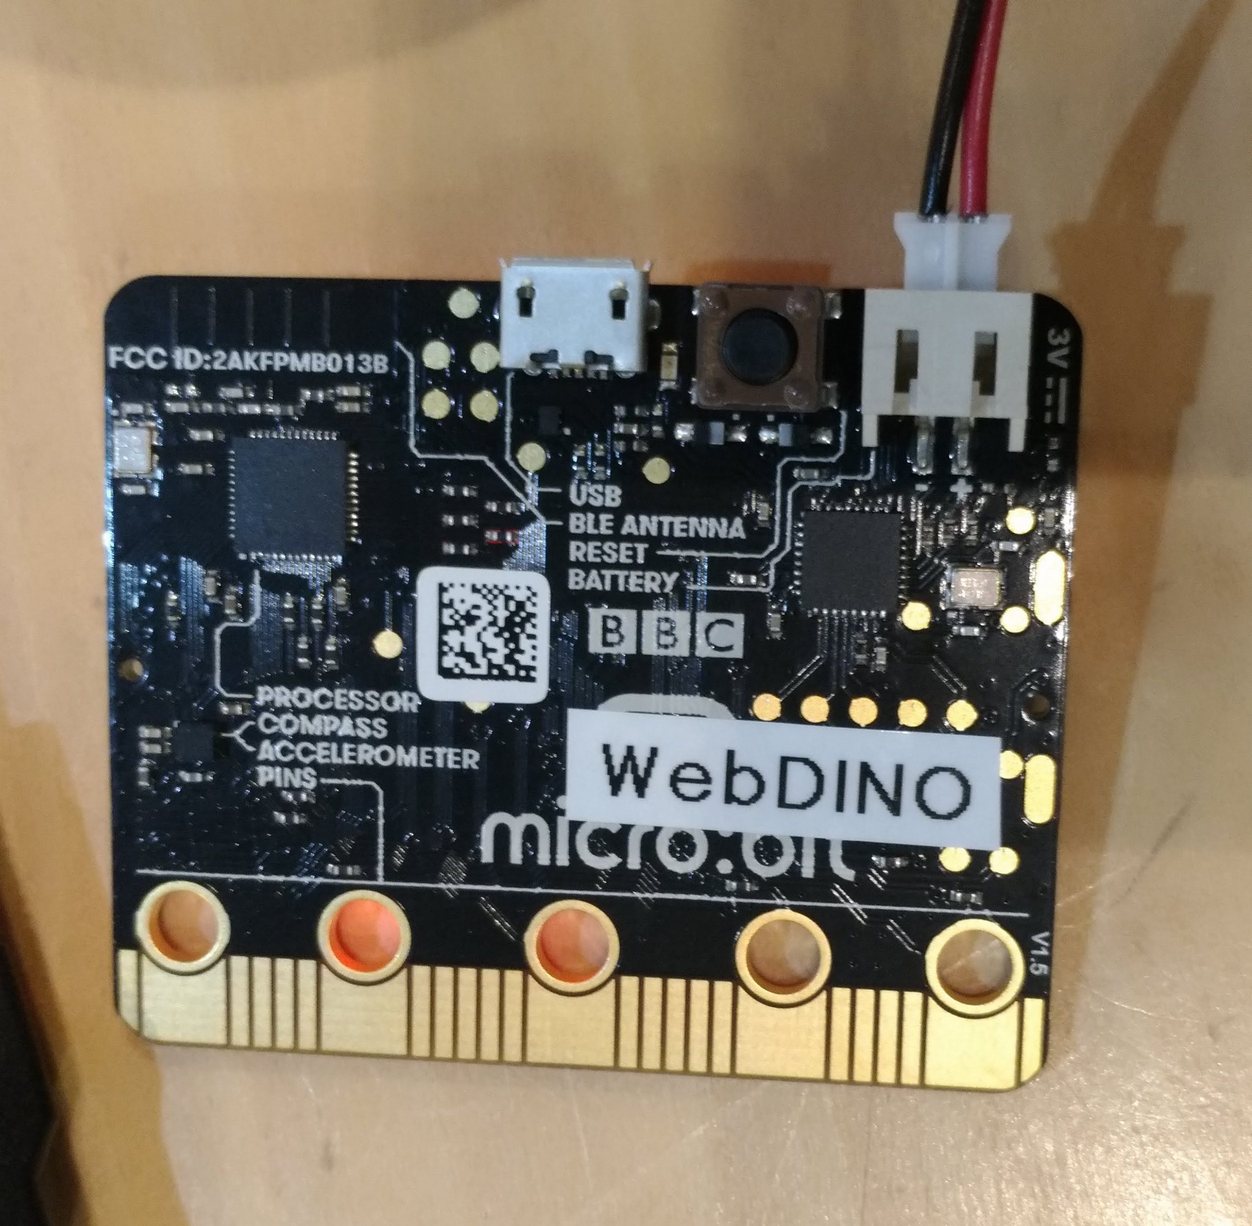 FCC ID:2AKFPMB013B
3V
- +
USB
BLE ANTENNA
RESET
BATTERY
BBC
PROCESSOR
COMPASS
ACCELEROMETER
PINS
WebDINO
micro:bit
V1.5